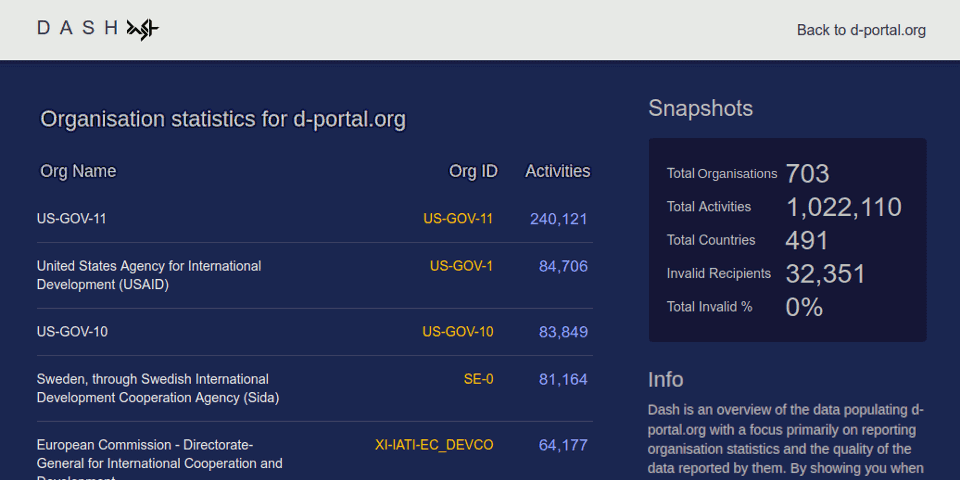 DASH
Back to d-portal.org
Organisation statistics for d-portal.org
Org Name Org ID Activities
US-GOV-11 US-GOV-11 240,121
United States Agency for International
Development (USAID) US-GOV-1 84,706
US-GOV-10 US-GOV-10 83,849
Sweden, through Swedish International
Development Cooperation Agency (Sida) SE-0 81,164
European Commission - Directorate-
General for International Cooperation and
Development XI-IATI-EC_DEVCO 64,177
Snapshots
Total Organisations 703
Total Activities 1,022,110
Total Countries 491
Invalid Recipients 32,351
Total Invalid % 0%
Info
Dash is an overview of the data populating d-
portal.org with a focus primarily on reporting
organisation statistics and the quality of the
data reported by them. By showing you when